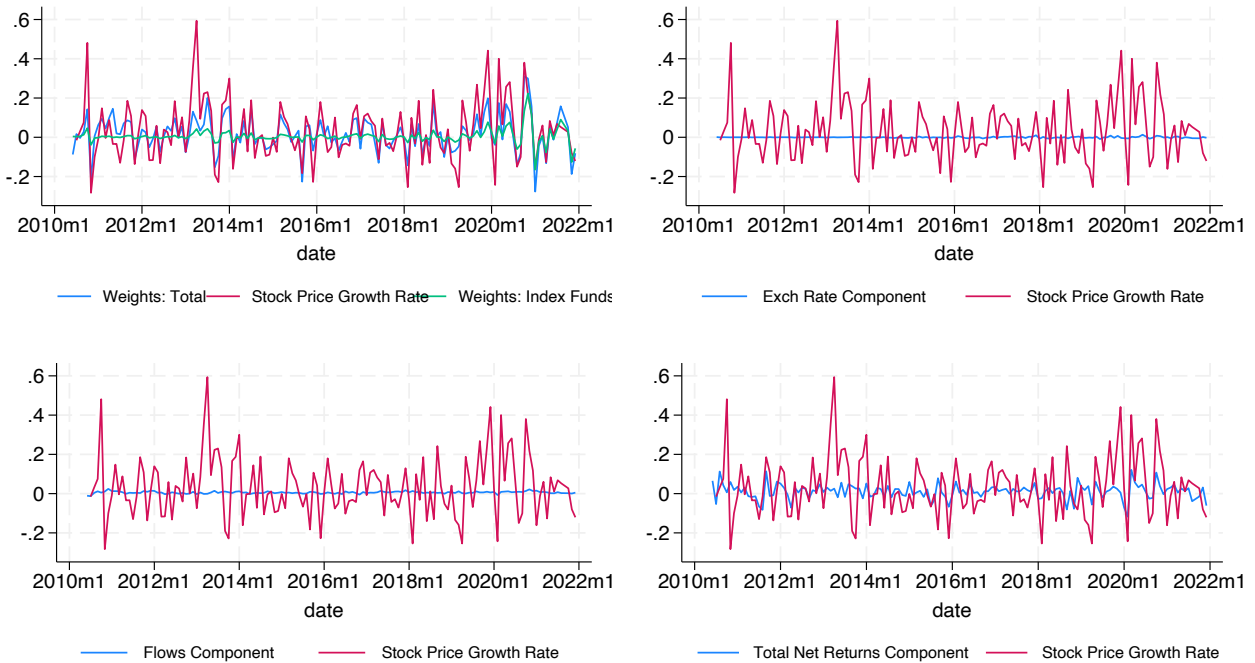 .6
.4
.2
0
-.2
2010m1 2012m1 2014m1 2016m1 2018m1 2020m1 2022m1
date
Weights: Total Stock Price Growth Rate Weights: Index Funds
.6
.4
.2
0
-.2
2010m1 2012m1 2014m1 2016m1 2018m1 2020m1 2022m1
date
Exch Rate Component Stock Price Growth Rate
.6
.4
.2
0
-.2
2010m1 2012m1 2014m1 2016m1 2018m1 2020m1 2022m1
date
Flows Component Stock Price Growth Rate
.6
.4
.2
0
-.2
2010m1 2012m1 2014m1 2016m1 2018m1 2020m1 2022m1
date
Total Net Returns Component Stock Price Growth Rate